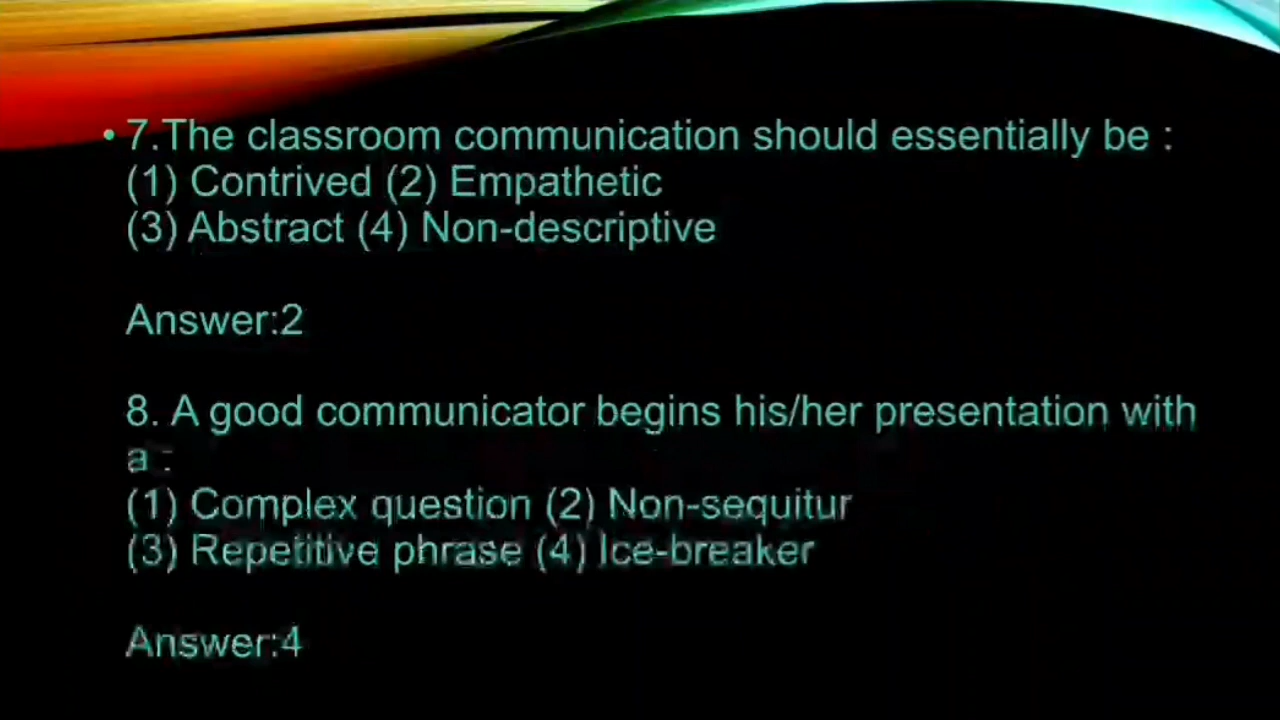 • 7.The classroom communication should essentially be :
(1) Contrived (2) Empathetic
(3) Abstract (4) Non-descriptive
Answer:2
8. A good communicator begins his/her presentation with
a :
(1) Complex question (2) Non-sequitur
(3) Repetitive phrase (4) Ice-breaker
Answer:4